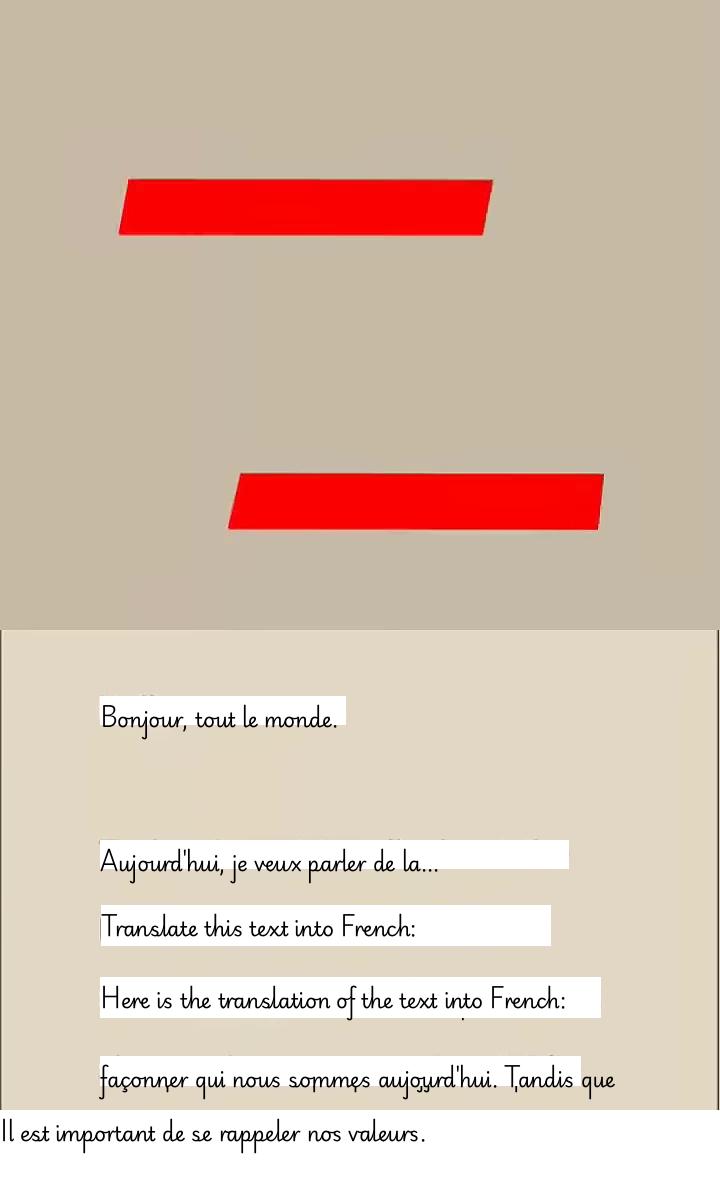 Bonjour, tout le monde.
Aujourd'hui, je veux parler de la...
Translate this text into French:
Here is the translation of the text into French:
façonner qui nous sommes aujourd'hui. Tandis que
Il est important de se rappeler nos valeurs.